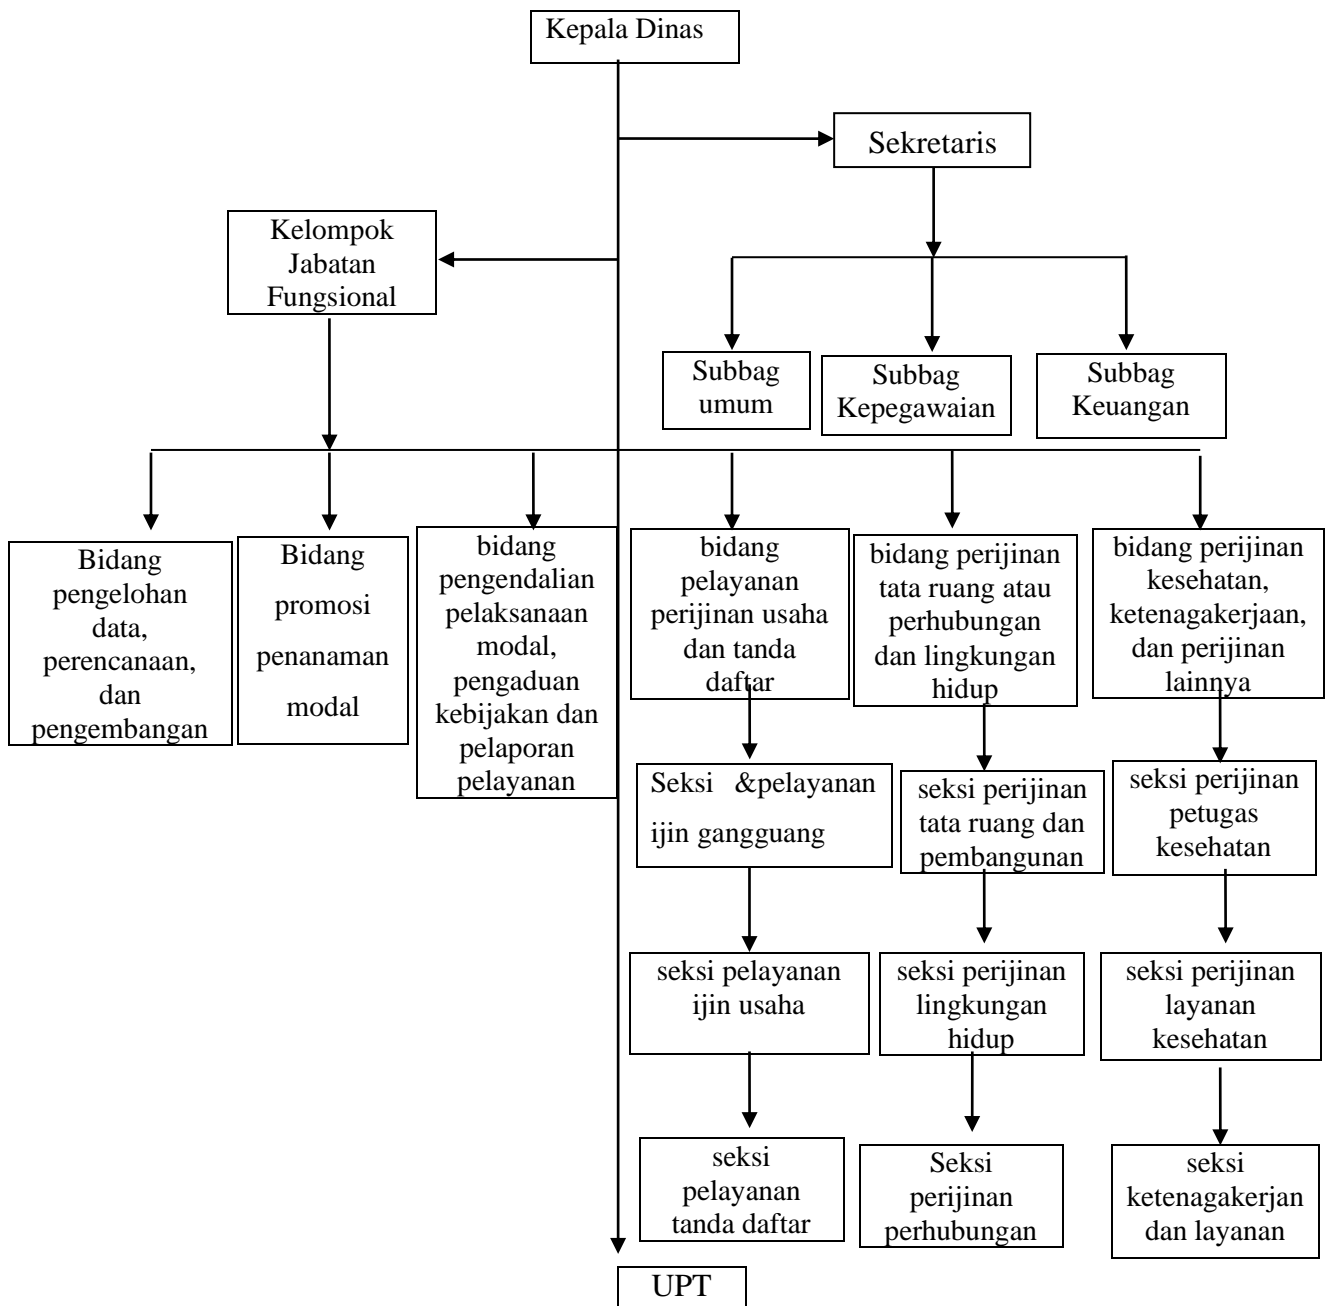 Kepala Dinas
Sekretaris
Kelompok
Jabatan
Fungsional
Subbag
umum
Subbag
Kepegawaian
Subbag
Keuangan
Bidang
pengelohan
data,
perencanaan,
dan
pengembangan
Bidang
promosi
penanaman
modal
bidang
pengendalian
pelaksanaan
modal,
pengaduan
kebijakan dan
pelaporan
pelayanan
bidang
pelayanan
perijinan usaha
dan tanda
daftar
bidang perijinan
tata ruang atau
perhubungan
dan lingkungan
hidup
bidang perijinan
kesehatan,
ketenagakerjaan,
dan perijinan
lainnya
Seksi &pelayanan
ijin gangguang
seksi perijinan
tata ruang dan
pembangunan
seksi perijinan
petugas
kesehatan
seksi pelayanan
ijin usaha
seksi perijinan
lingkungan
hidup
seksi perijinan
layanan
kesehatan
seksi
pelayanan
tanda daftar
Seksi
perijinan
perhubungan
seksi
ketenagakerjan
dan layanan
UPT